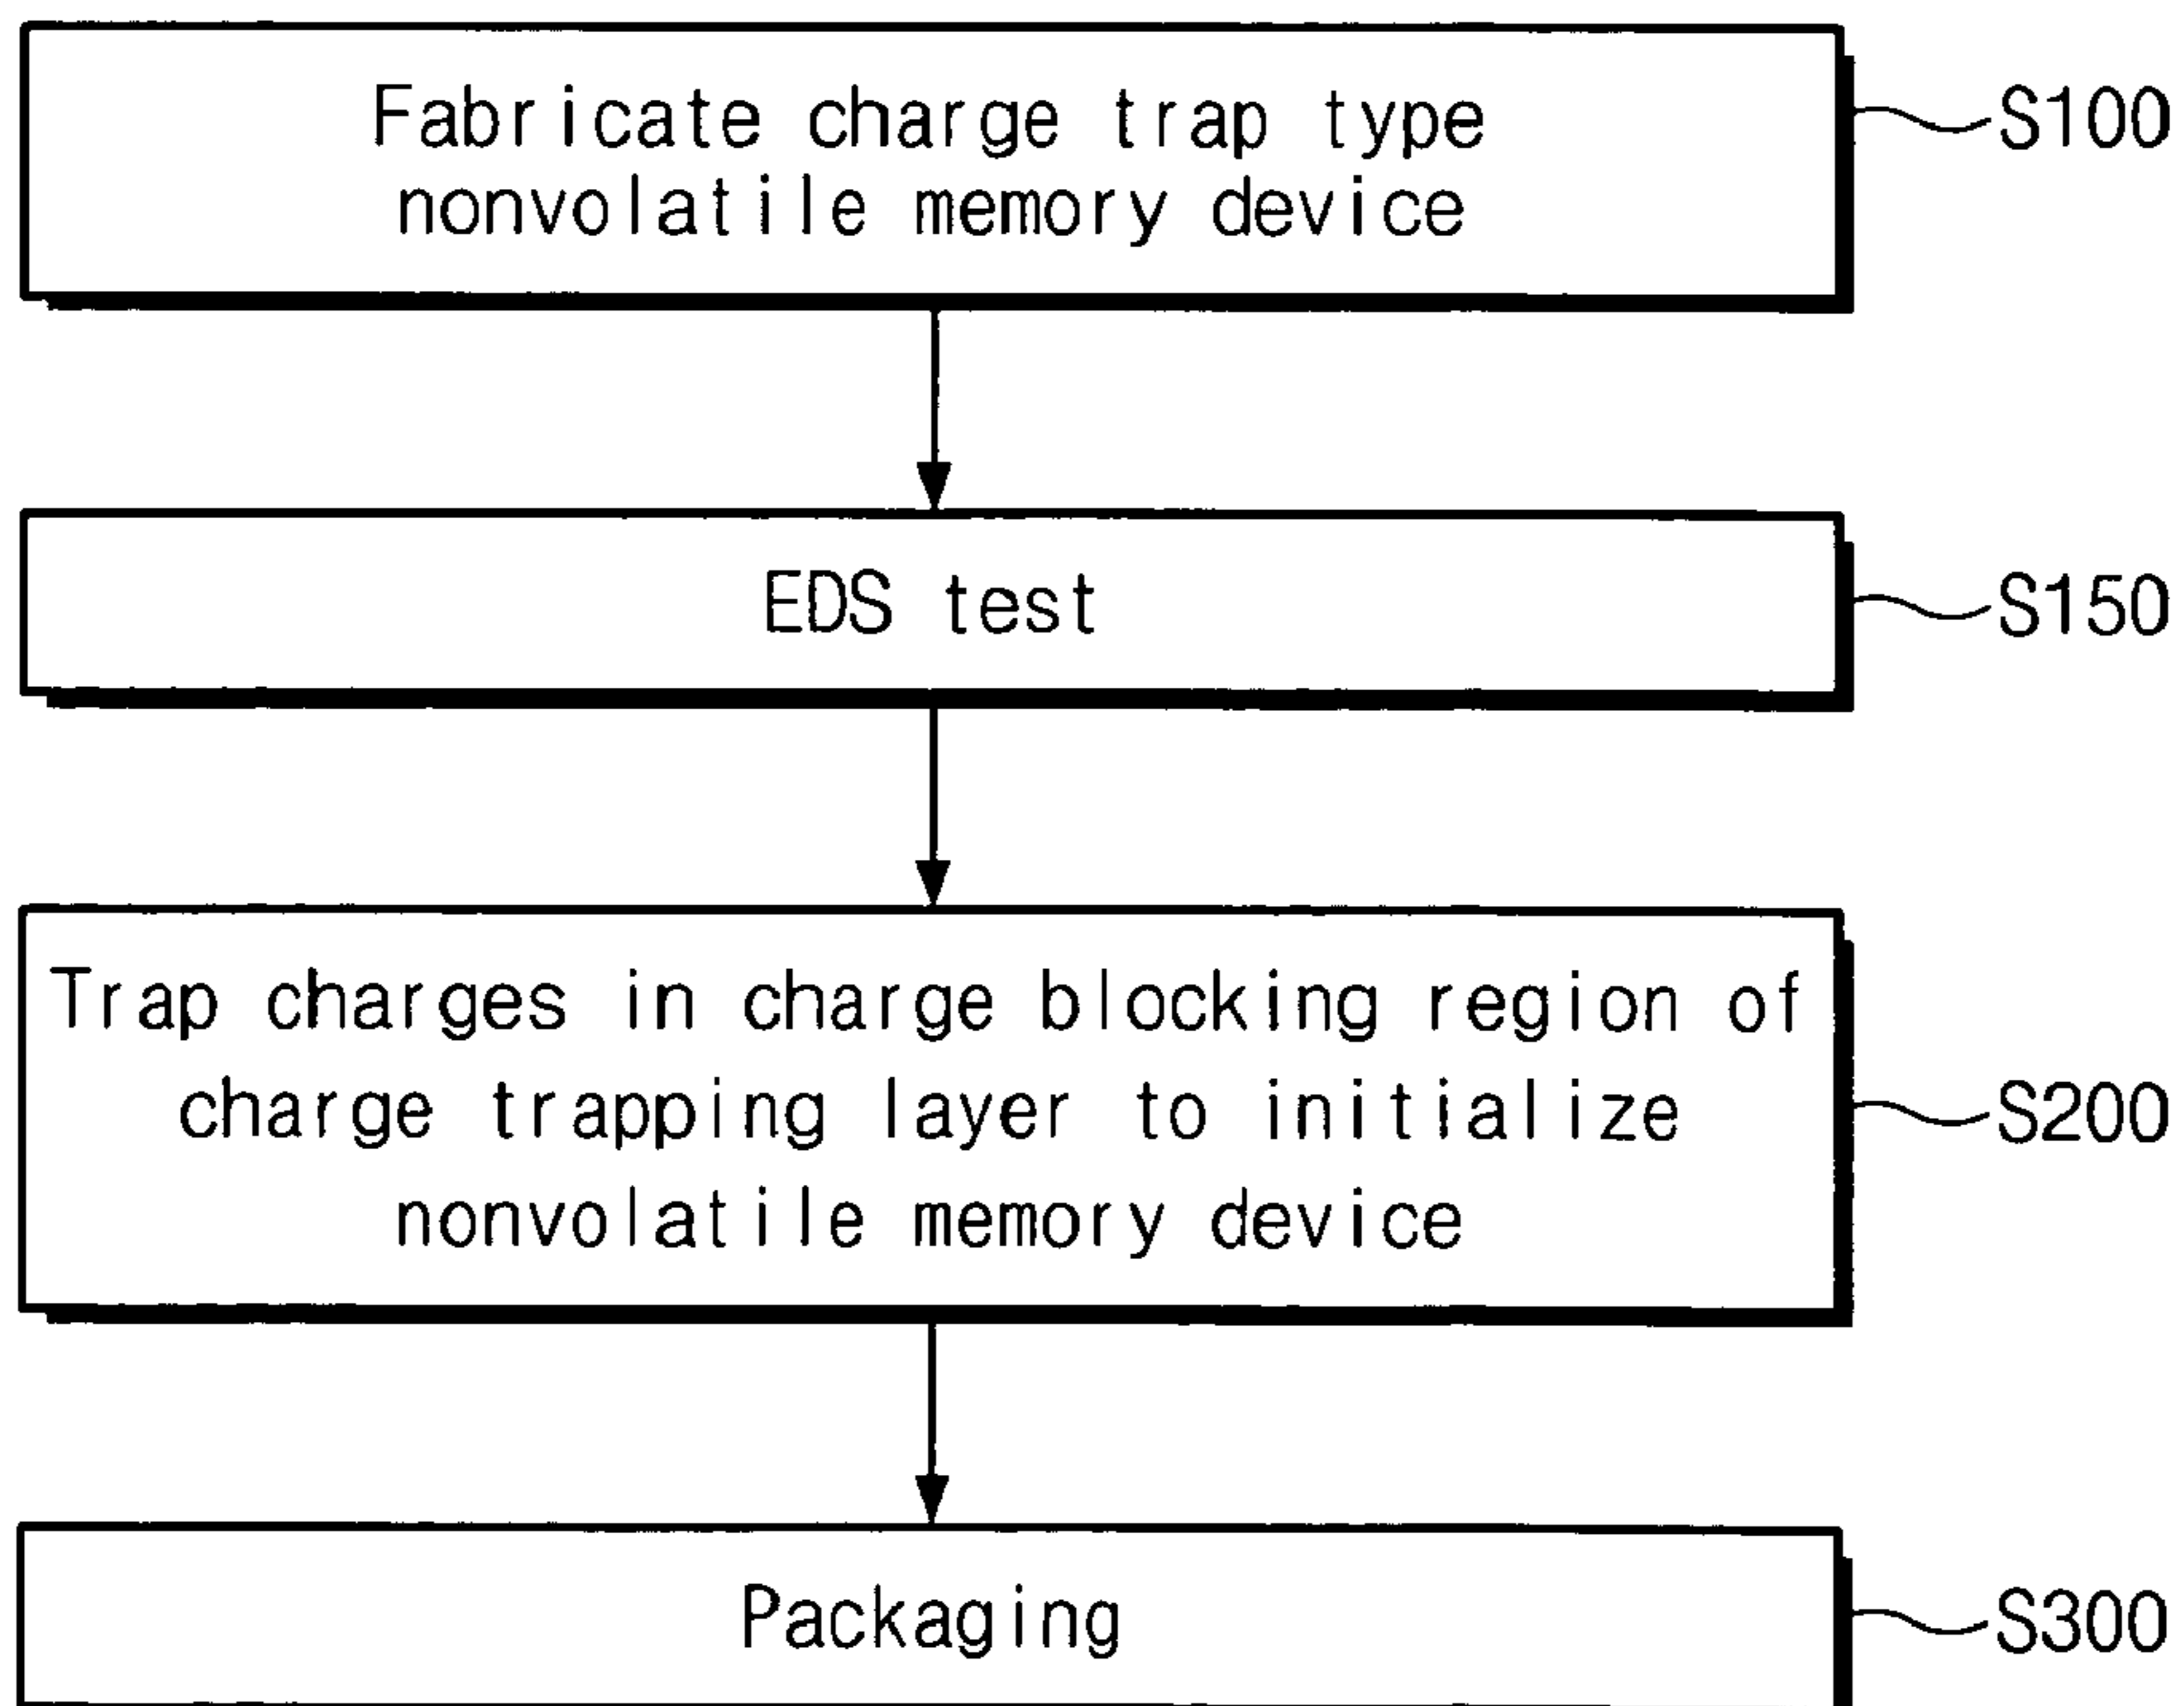 Fabricate charge trap type
nonvolatile memory device
S100
EDS test
S150
Trap charges in charge blocking region of
charge trapping layer to initialize
nonvolatile memory device
S200
Packaging
S300